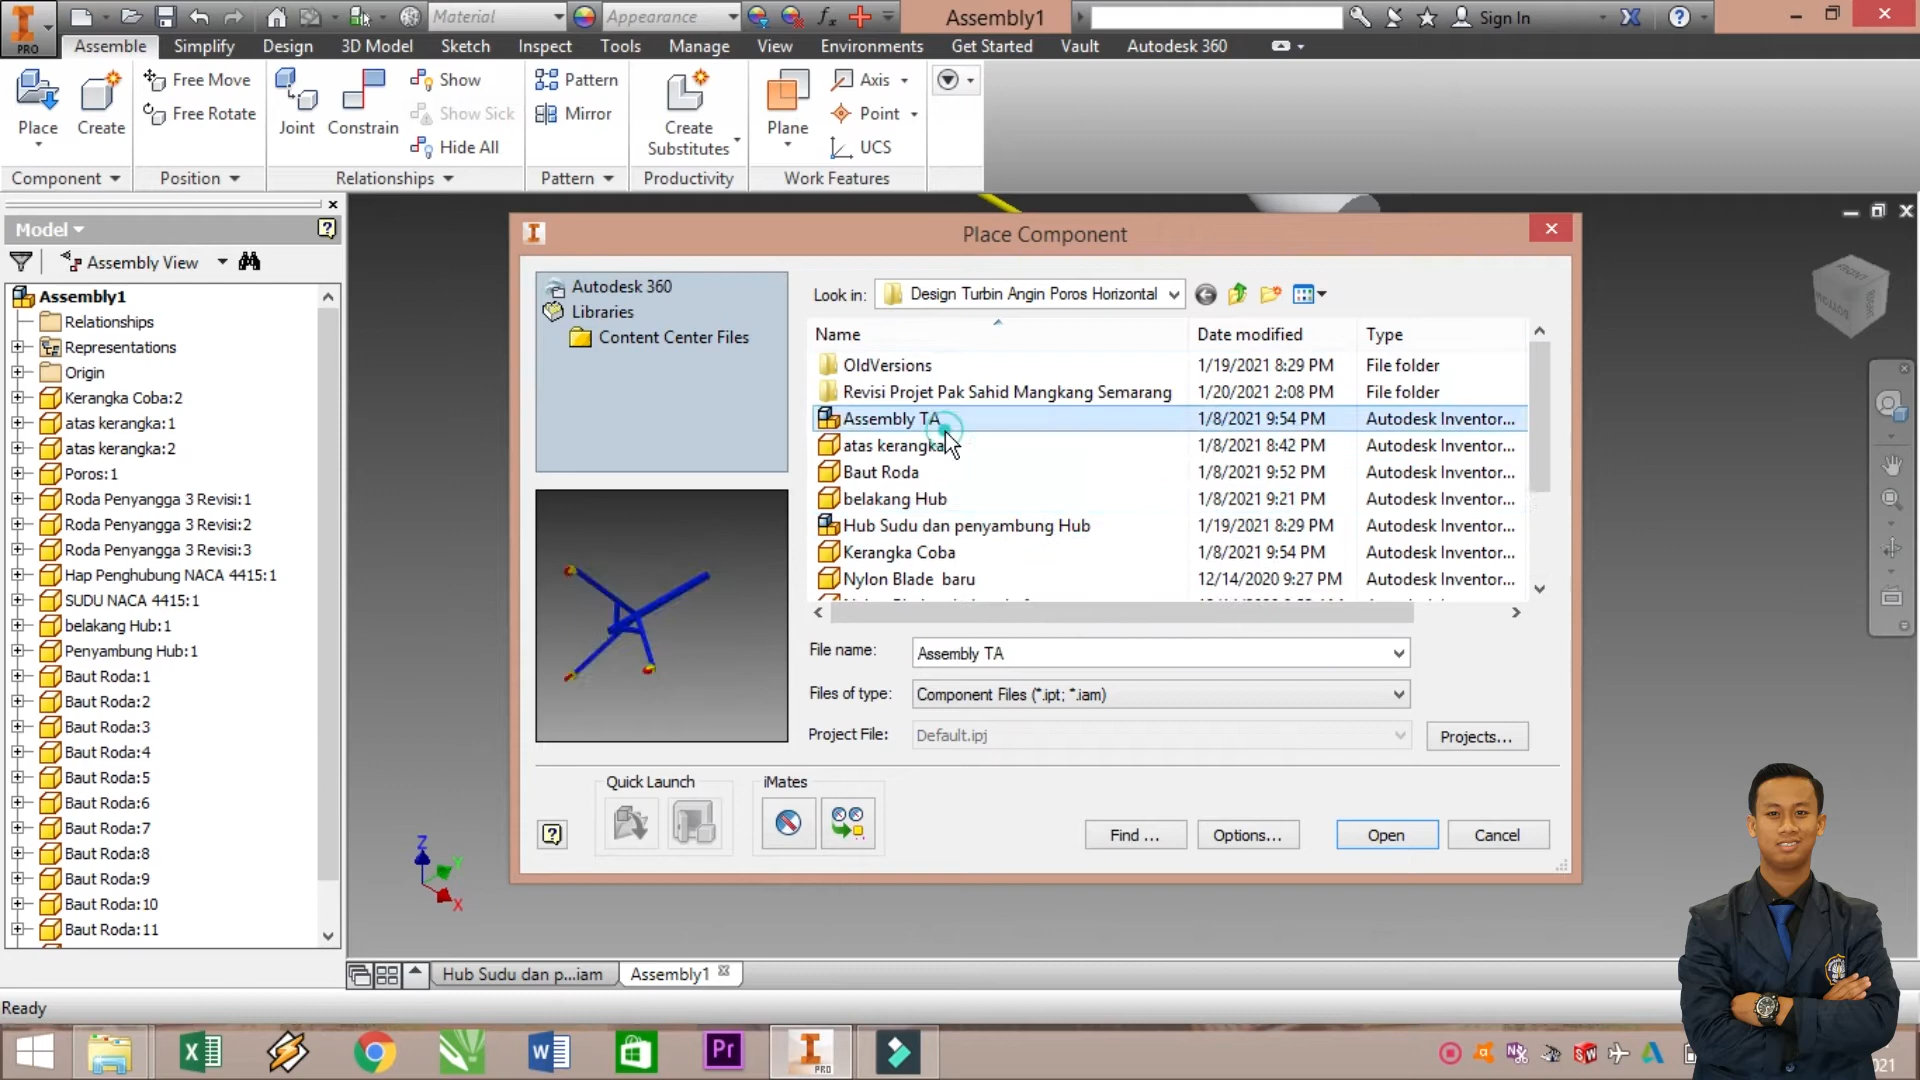 Material
Appearance
Assembly1
Sign In
PRO
Assemble
Simplify
Design
3D Model
Sketch
Inspect
Tools
Manage
View
Environments
Get Started
Vault
Autodesk 360
Place
Create
Free Move
Free Rotate
Joint
Constrain
Show
Show Sick
Hide All
Pattern
Mirror
Create
Substitutes
Plane
Axis
Point
UCS
Component
Position
Relationships
Pattern
Productivity
Work Features
Model
Assembly View
Assembly1
Relationships
Representations
Origin
Kerangka Coba:2
atas kerangka:1
atas kerangka:2
Poros:1
Roda Penyangga 3 Revisi:1
Roda Penyangga 3 Revisi:2
Roda Penyangga 3 Revisi:3
Hap Penghubung NACA 4415:1
SUDU NACA 4415:1
belakang Hub:1
Penyambung Hub:1
Baut Roda:1
Baut Roda:2
Baut Roda:3
Baut Roda:4
Baut Roda:5
Baut Roda:6
Baut Roda:7
Baut Roda:8
Baut Roda:9
Baut Roda:10
Baut Roda:11
Place Component
Autodesk 360
Libraries
Content Center Files
Look in:
Design Turbin Angin Poros Horizontal
Name
Date modified
Type
OldVersions 1/19/2021 8:29 PM File folder
Revisi Projet Pak Sahid Mangkang Semarang 1/20/2021 2:08 PM File folder
Assembly TA 1/8/2021 9:54 PM Autodesk Inventor...
atas kerangka 1/8/2021 8:42 PM Autodesk Inventor...
Baut Roda 1/8/2021 9:52 PM Autodesk Inventor...
belakang Hub 1/8/2021 9:21 PM Autodesk Inventor...
Hub Sudu dan penyambung Hub 1/19/2021 8:29 PM Autodesk Inventor...
Kerangka Coba 1/8/2021 9:54 PM Autodesk Inventor...
Nylon Blade baru 12/14/2020 9:27 PM Autodesk Inventor...
File name:
Assembly TA
Files of type:
Component Files (*.ipt; *.iam)
Project File:
Default.ipj
Projects...
Quick Launch
iMates
Find ...
Options...
Open
Cancel
Z
Y
X
Hub Sudu dan p...iam
Assembly1
Ready
Pr
PRO